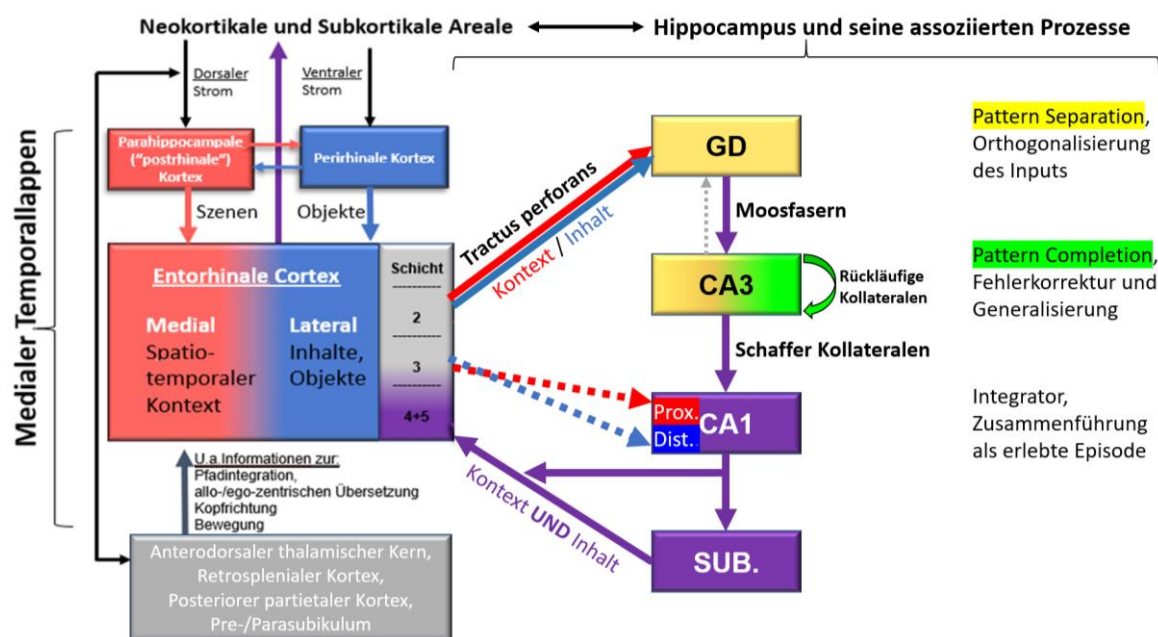 Neokortikale und Subkortikale Areale
Hippocampus und seine assoziierten Prozesse
Dorsaler
Strom
Ventraler
Strom
Medialer Temporallappen
Parahippocampale
("postrhinale")
Kortex
Perirhinale Kortex
Szenen
Objekte
Entorhinale Cortex
Medial
Spatio-
temporaler
Kontext
Lateral
Inhalte,
Objekte
Schicht
2
3
4+5
U.a.Informationen zur:
Pfadintegration,
allo-/ego-zentrischen Übersetzung
Kopfrichtung
Bewegung
Anterodorsaler thalamischer Kern,
Retrosplenialer Kortex,
Posteriorer partietaler Kortex,
Pre-/Parasubikulum
Tractus perforans
Kontext / Inhalt
Kontext UND Inhalt
GD
Moosfasern
CA3
Rückläufige
Kollateralen
Schaffer Kollateralen
Prox.
Dist.
CA1
SUB.
Pattern Separation,
Orthogonalisierung
des Inputs
Pattern Completion,
Fehlerkorrektur und
Generalisierung
Integrator,
Zusammenführung
als erlebte Episode